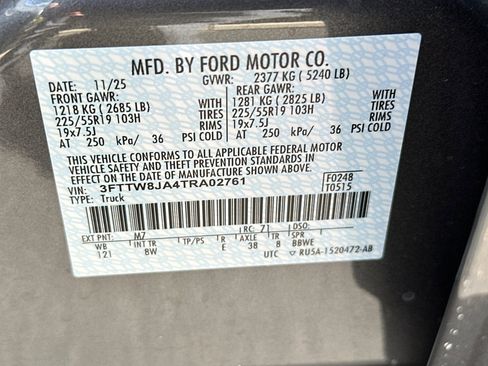 MFD. BY FORD MOTOR CO.
DATE: 11/25 GVWR: 2377 KG ( 5240 LB)
FRONT GAWR: REAR GAWR:
1218 KG ( 2685 LB) WITH 1281 KG ( 2825 LB) WITH
225/55R19 103H TIRES 225/55R19 103H TIRES
19x7.5J RIMS 19x7.5J RIMS
AT 250 kPa/ 36 PSI COLD AT 250 kPa/ 36 PSI COLD
THIS VEHICLE CONFORMS TO ALL APPLICABLE FEDERAL MOTOR
VEHICLE SAFETY AND THEFT PREVENTION STANDARDS IN EFFECT
ON THE DATE OF MANUFACTURE SHOWN ABOVE.
VIN: 3FTTW8JA4TRA02761 F0248
TYPE: Truck T0515
EXT PNT: M7 RC: 71 DSO:
WB INT TR TP/PS R AXLE TR SPR
121 8W E 38 8 BBWE
UTC RU5A-1520472-AB